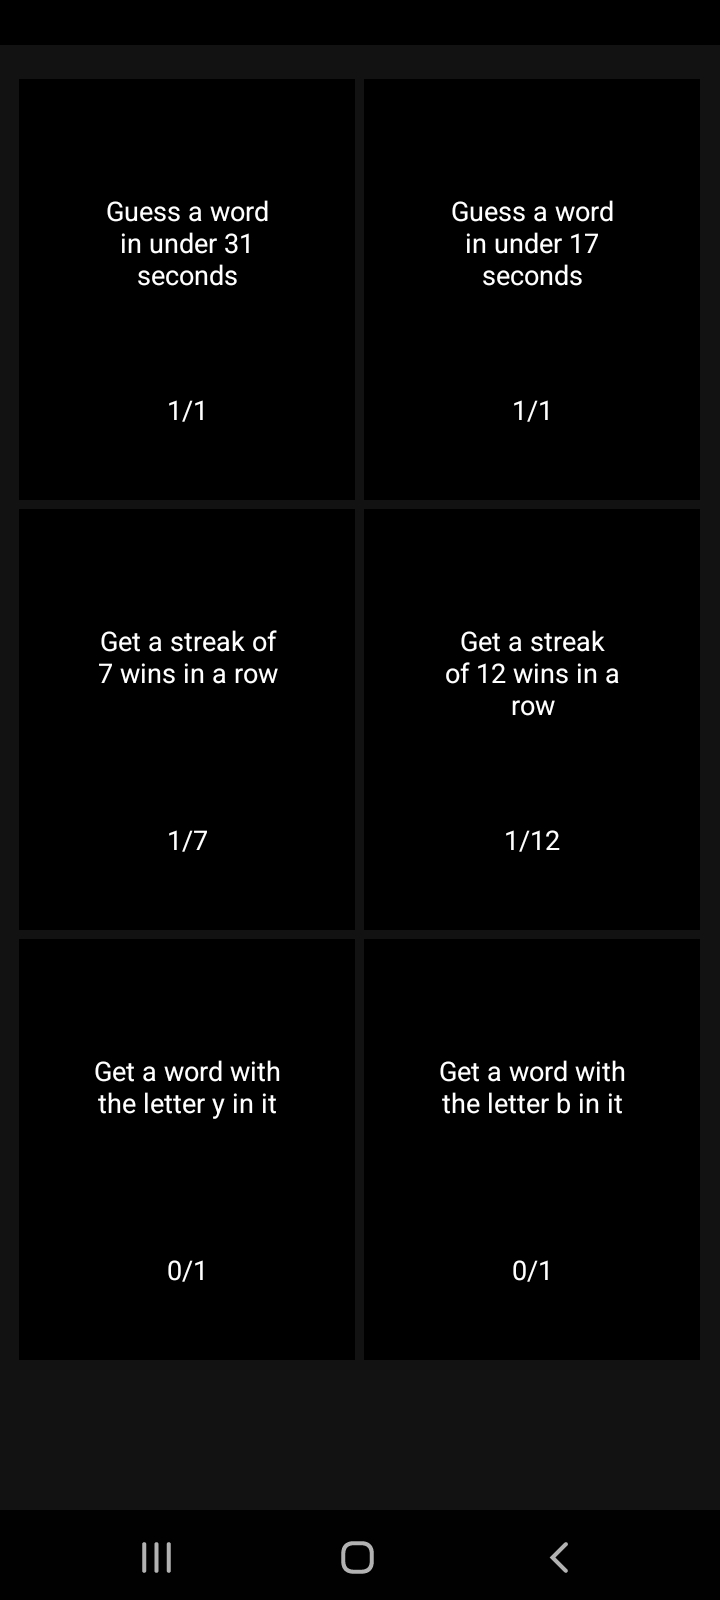 Guess a word
in under 31
seconds
1/1
Guess a word
in under 17
seconds
1/1
Get a streak of
7 wins in a row
1/7
Get a streak
of 12 wins in a
row
1/12
Get a word with
the letter y in it
0/1
Get a word with
the letter b in it
0/1